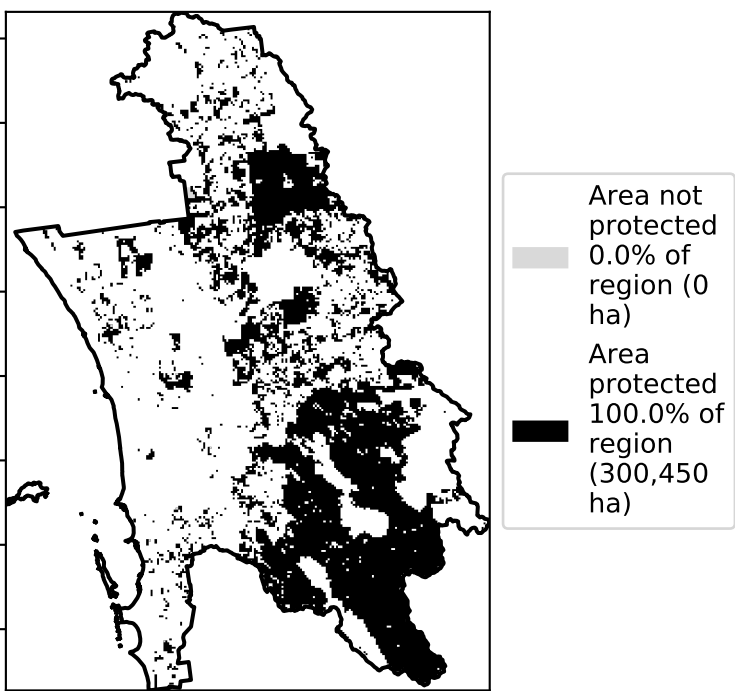 Area not
protected
0.0% of
region (0
ha)
Area
protected
100.0% of
region
(300,450
ha)